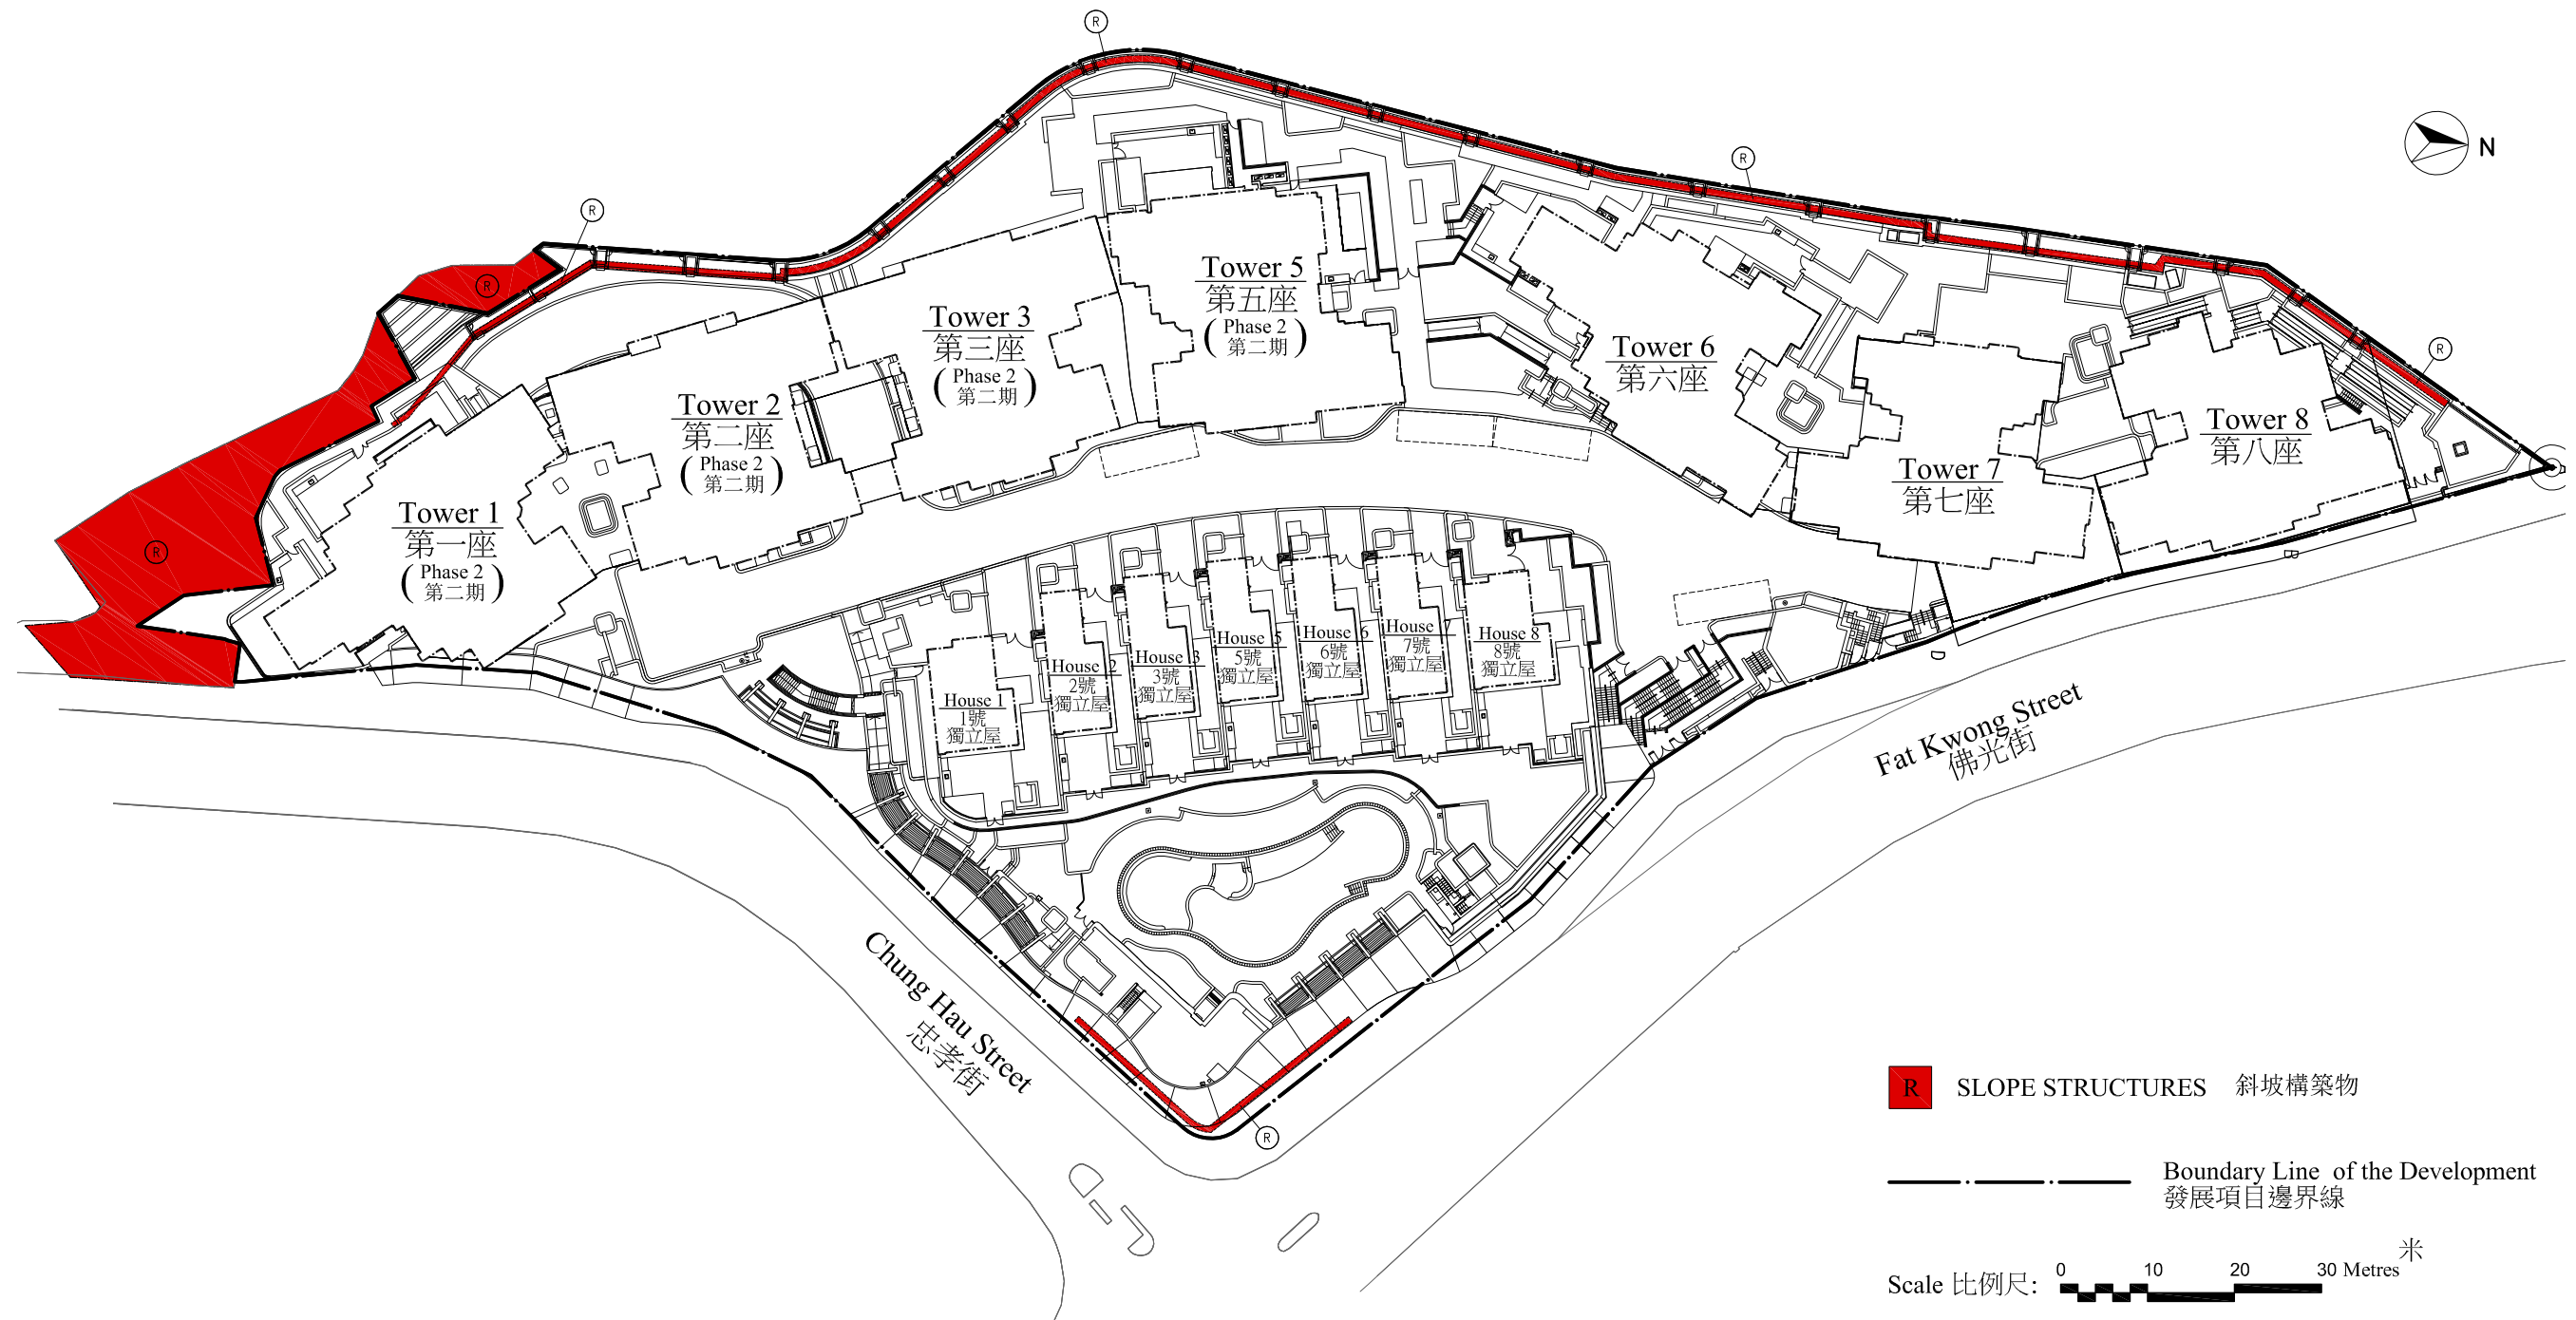 R
N
R
R
R
R
R
R
Tower 1
第一座
(Phase 2
第二期)
Tower 2
第二座
(Phase 2
第二期)
Tower 3
第三座
(Phase 2
第二期)
Tower 5
第五座
(Phase 2
第二期)
Tower 6
第六座
Tower 7
第七座
Tower 8
第八座
House 1
1號
獨立屋
House 2
2號
獨立屋
House 3
3號
獨立屋
House 5
5號
獨立屋
House 6
6號
獨立屋
House 7
7號
獨立屋
House 8
8號
獨立屋
Fat Kwong Street
佛光街
Chung Hau Street
忠孝街
R
R SLOPE STRUCTURES 斜坡構築物
Boundary Line of the Development
發展項目邊界線
Scale 比例尺: 0 10 20 30 Metres米